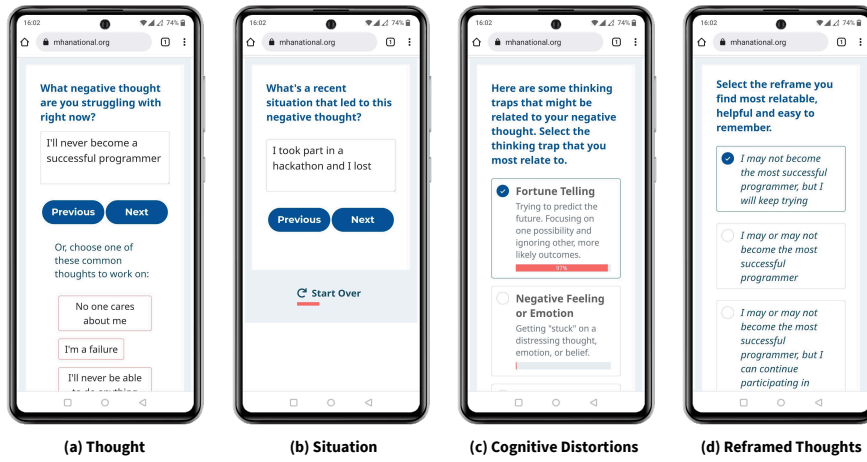 16:02
74%
mhanational.org
1
What negative thought
are you struggling with
right now?
I'll never become a
successful programmer
Previous
Next
Or, choose one of
these common
thoughts to work on:
No one cares
about me
I'm a failure
I'll never be able
to do anything
(a) Thought
16:02
74%
mhanational.org
1
What's a recent
situation that led to this
negative thought?
I took part in a
hackathon and I lost
Previous
Next
Start Over
(b) Situation
16:02
74%
mhanational.org
1
Here are some thinking
traps that might be
related to your negative
thought. Select the
thinking trap that you
most relate to.
Fortune Telling
Trying to predict the
future. Focusing on
one possibility and
ignoring other, more
likely outcomes.
97%
Negative Feeling
or Emotion
Getting "stuck" on a
distressing thought,
emotion, or belief.
(c) Cognitive Distortions
16:02
74%
mhanational.org
1
Select the reframe you
find most relatable,
helpful and easy to
remember.
I may not become
the most successful
programmer, but I
will keep trying
I may or may not
become the most
successful
programmer
I may or may not
become the most
successful
programmer, but I
can continue
participating in
(d) Reframed Thoughts